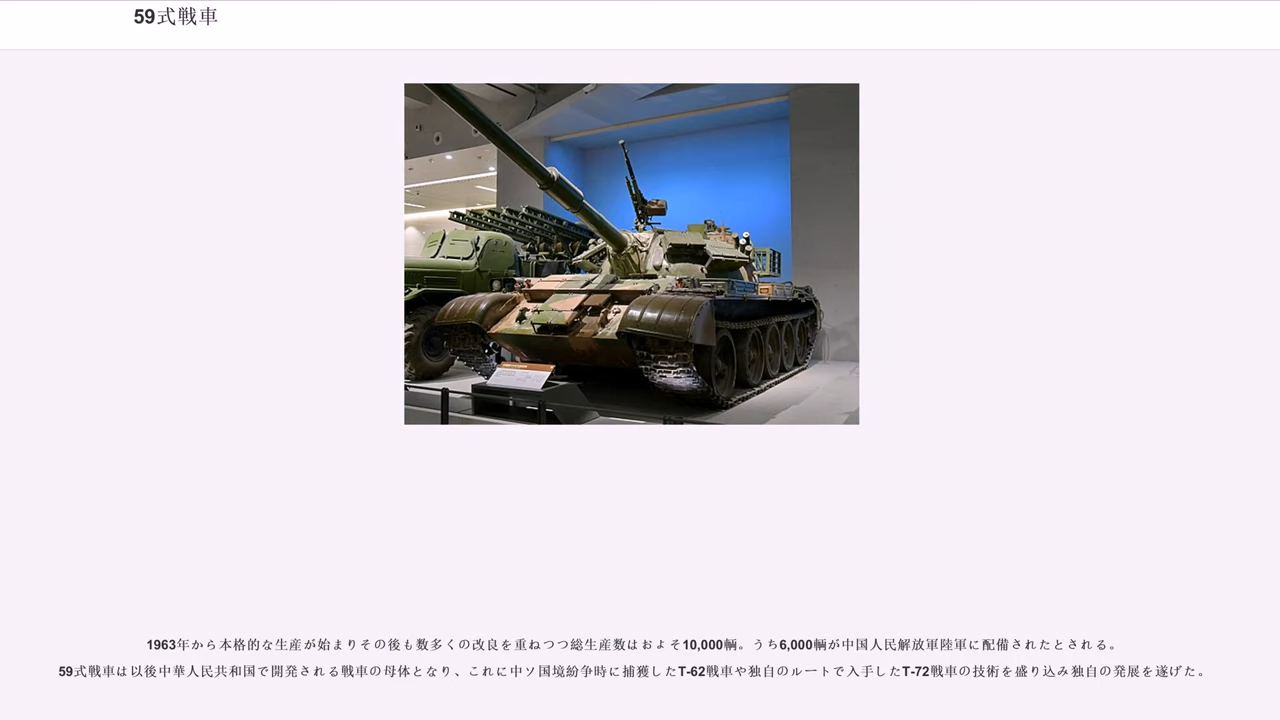 59式戦車
1963年から本格的な生産が始まりその後も数多くの改良を重ねつつ総生産数はおよそ10,000輌。うち6,000輌が中国人民解放軍陸軍に配備されたとされる。
59式戦車は以後中華人民共和国で開発される戦車の母体となり、これに中ソ国境紛争時に捕獲したT-62戦車や独自のルートで入手したT-72戦車の技術を盛り込み独自の発展を遂げた。